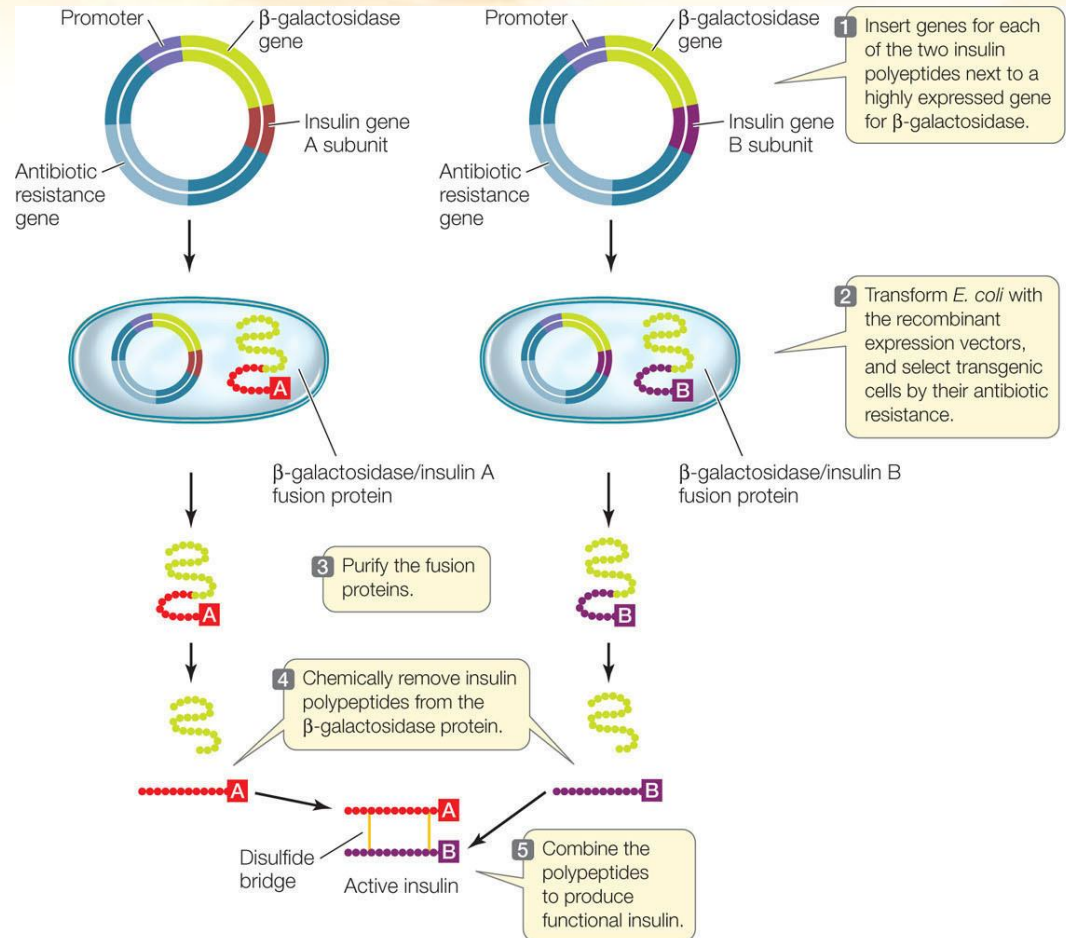 Promoter
β-galactosidase
gene
Insulin gene
A subunit
Antibiotic
resistance
gene
Promoter
β-galactosidase
gene
Insulin gene
B subunit
Antibiotic
resistance
gene
1 Insert genes for each
of the two insulin
polyeptides next to a
highly expressed gene
for β-galactosidase.
A
B
2 Transform E. coli with
the recombinant
expression vectors,
and select transgenic
cells by their antibiotic
resistance.
β-galactosidase/insulin A
fusion protein
β-galactosidase/insulin B
fusion protein
A
3 Purify the fusion
proteins.
B
4 Chemically remove insulin
polypeptides from the
β-galactosidase protein.
A
B
A
B
Disulfide
bridge
Active insulin
5 Combine the
polypeptides
to produce
functional insulin.